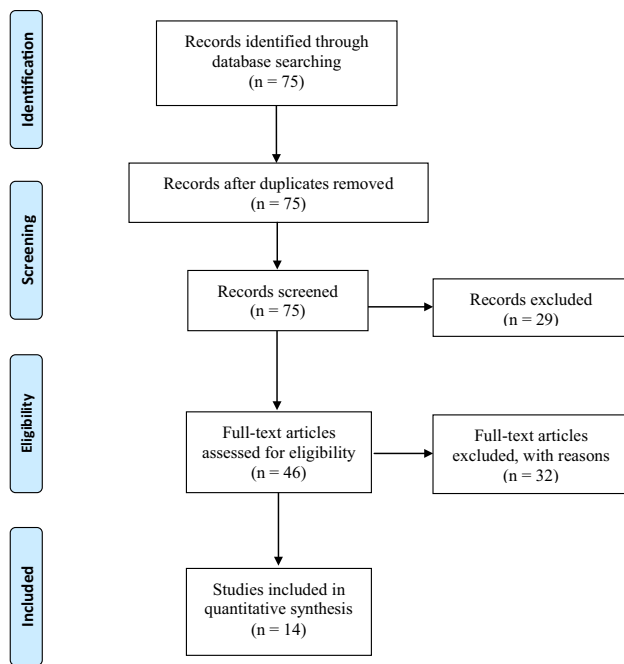 Identification
Records identified through
database searching
(n = 75)
Records after duplicates removed
(n = 75)
Screening
Records screened
(n = 75)
Records excluded
(n = 29)
Eligibility
Full-text articles
assessed for eligibility
(n = 46)
Full-text articles
excluded, with reasons
(n = 32)
Included
Studies included in
quantitative synthesis
(n = 14)